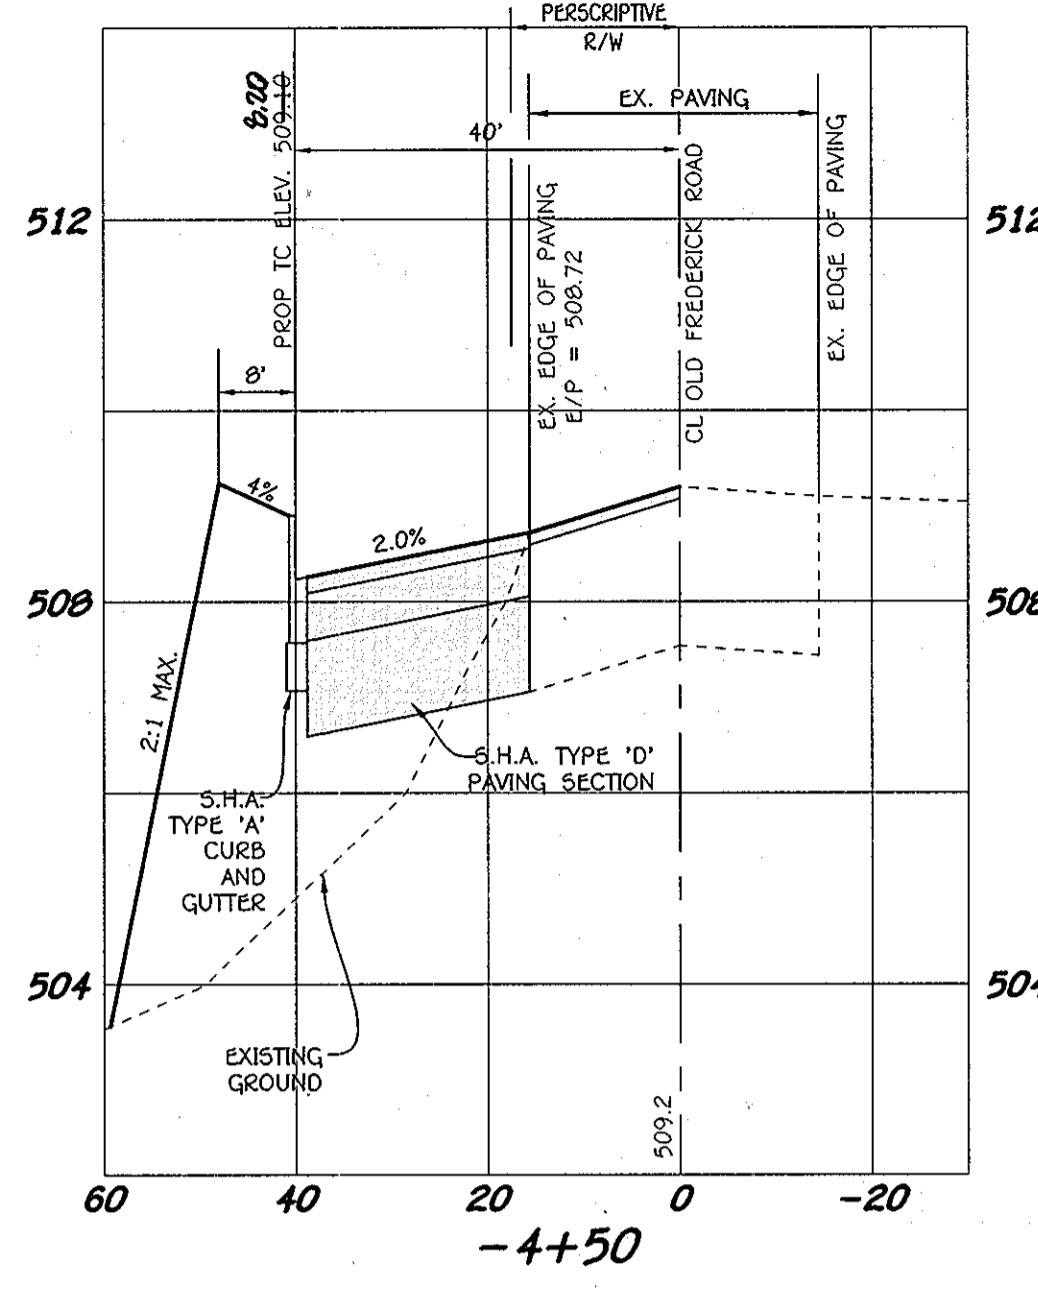 PERSCRIPTIVE
R/W
EX. PAVING
40'
8.20
PROP TC ELEV. 509.10
EX. EDGE OF PAVING
E/P = 508.72
CL OLD FREDERICK ROAD
EX. EDGE OF PAVING
512
512
8'
4%
2.0%
508
508
2:1 MAX.
S.H.A. TYPE 'D'
PAVING SECTION
S.H.A.
TYPE 'A'
CURB
AND
GUTTER
504
504
EXISTING
GROUND
509.2
60
40
20
0
-20
-4+50